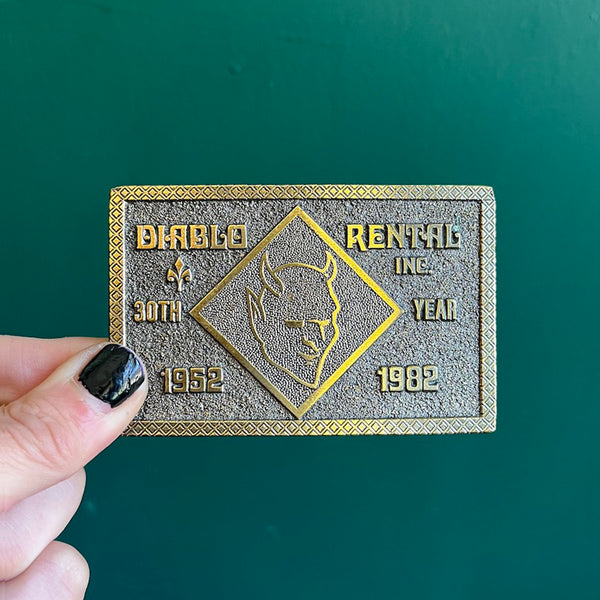 DIABLO RENTAL
INC.
30TH YEAR
1952 1982